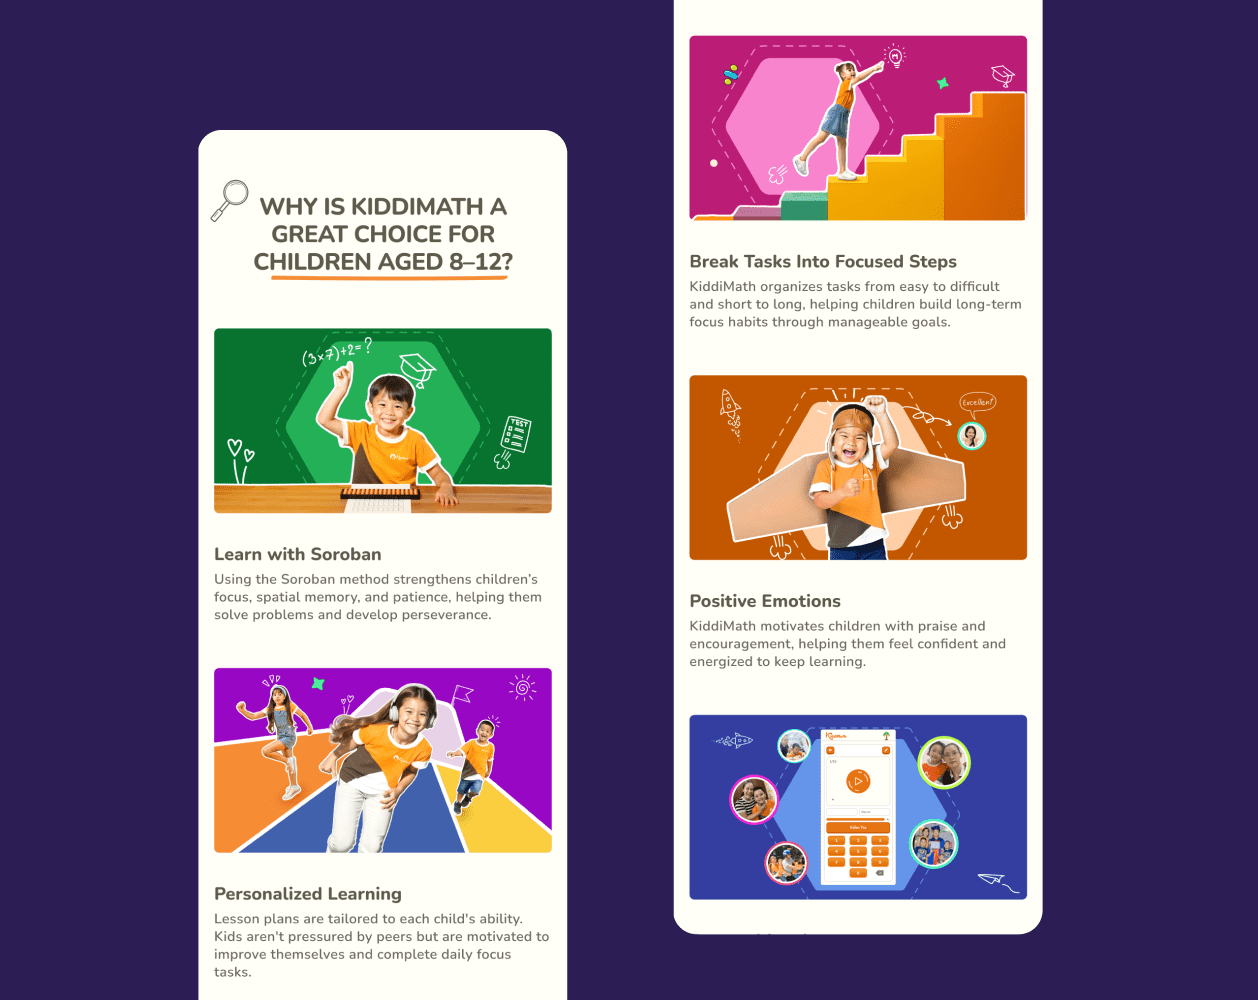 WHY IS KIDDIMATH A
GREAT CHOICE FOR
CHILDREN AGED 8–12?
(3×7)+2=?
TEST
Learn with Soroban
Using the Soroban method strengthens children's
focus, spatial memory, and patience, helping them
solve problems and develop perseverance.
Personalized Learning
Lesson plans are tailored to each child's ability.
Kids aren't pressured by peers but are motivated to
improve themselves and complete daily focus
tasks.
Break Tasks Into Focused Steps
KiddiMath organizes tasks from easy to difficult
and short to long, helping children build long-term
focus habits through manageable goals.
Excellent!
Positive Emotions
KiddiMath motivates children with praise and
encouragement, helping them feel confident and
energized to keep learning.